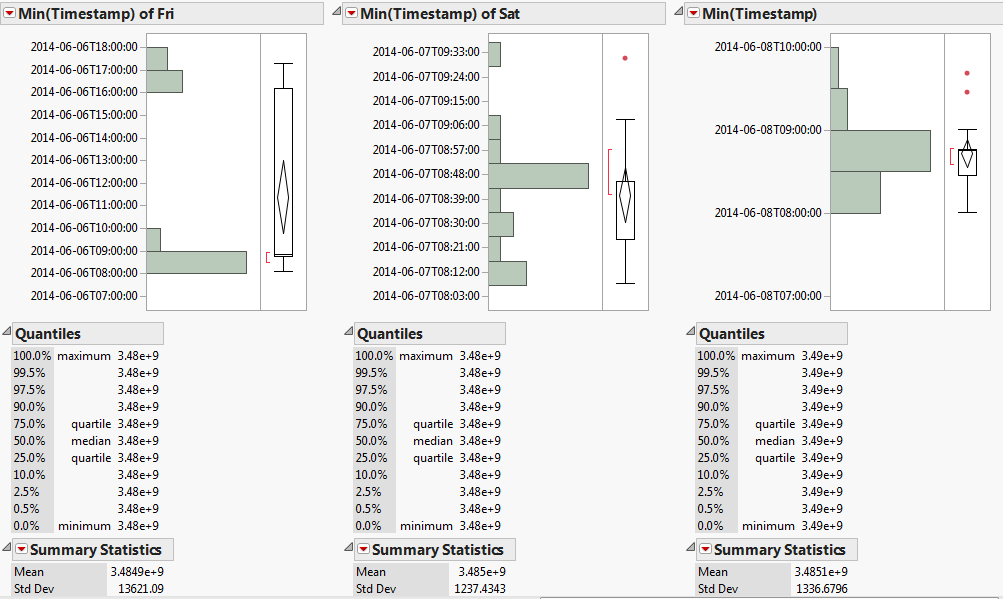 Min(Timestamp) of Fri
2014-06-06T18:00:00
2014-06-06T17:00:00
2014-06-06T16:00:00
2014-06-06T15:00:00
2014-06-06T14:00:00
2014-06-06T13:00:00
2014-06-06T12:00:00
2014-06-06T11:00:00
2014-06-06T10:00:00
2014-06-06T09:00:00
2014-06-06T08:00:00
2014-06-06T07:00:00
Quantiles
100.0% maximum 3.48e+9
99.5% 3.48e+9
97.5% 3.48e+9
90.0% 3.48e+9
75.0% quartile 3.48e+9
50.0% median 3.48e+9
25.0% quartile 3.48e+9
10.0% 3.48e+9
2.5% 3.48e+9
0.5% 3.48e+9
0.0% minimum 3.48e+9
Summary Statistics
Mean 3.4849e+9
Std Dev 13621.09
Min(Timestamp) of Sat
2014-06-07T09:33:00
2014-06-07T09:24:00
2014-06-07T09:15:00
2014-06-07T09:06:00
2014-06-07T08:57:00
2014-06-07T08:48:00
2014-06-07T08:39:00
2014-06-07T08:30:00
2014-06-07T08:21:00
2014-06-07T08:12:00
2014-06-07T08:03:00
Quantiles
100.0% maximum 3.48e+9
99.5% 3.48e+9
97.5% 3.48e+9
90.0% 3.48e+9
75.0% quartile 3.48e+9
50.0% median 3.48e+9
25.0% quartile 3.48e+9
10.0% 3.48e+9
2.5% 3.48e+9
0.5% 3.48e+9
0.0% minimum 3.48e+9
Summary Statistics
Mean 3.485e+9
Std Dev 1237.4343
Min(Timestamp)
2014-06-08T10:00:00
2014-06-08T09:00:00
2014-06-08T08:00:00
2014-06-08T07:00:00
Quantiles
100.0% maximum 3.49e+9
99.5% 3.49e+9
97.5% 3.49e+9
90.0% 3.49e+9
75.0% quartile 3.49e+9
50.0% median 3.49e+9
25.0% quartile 3.49e+9
10.0% 3.49e+9
2.5% 3.49e+9
0.5% 3.49e+9
0.0% minimum 3.49e+9
Summary Statistics
Mean 3.4851e+9
Std Dev 1336.6796